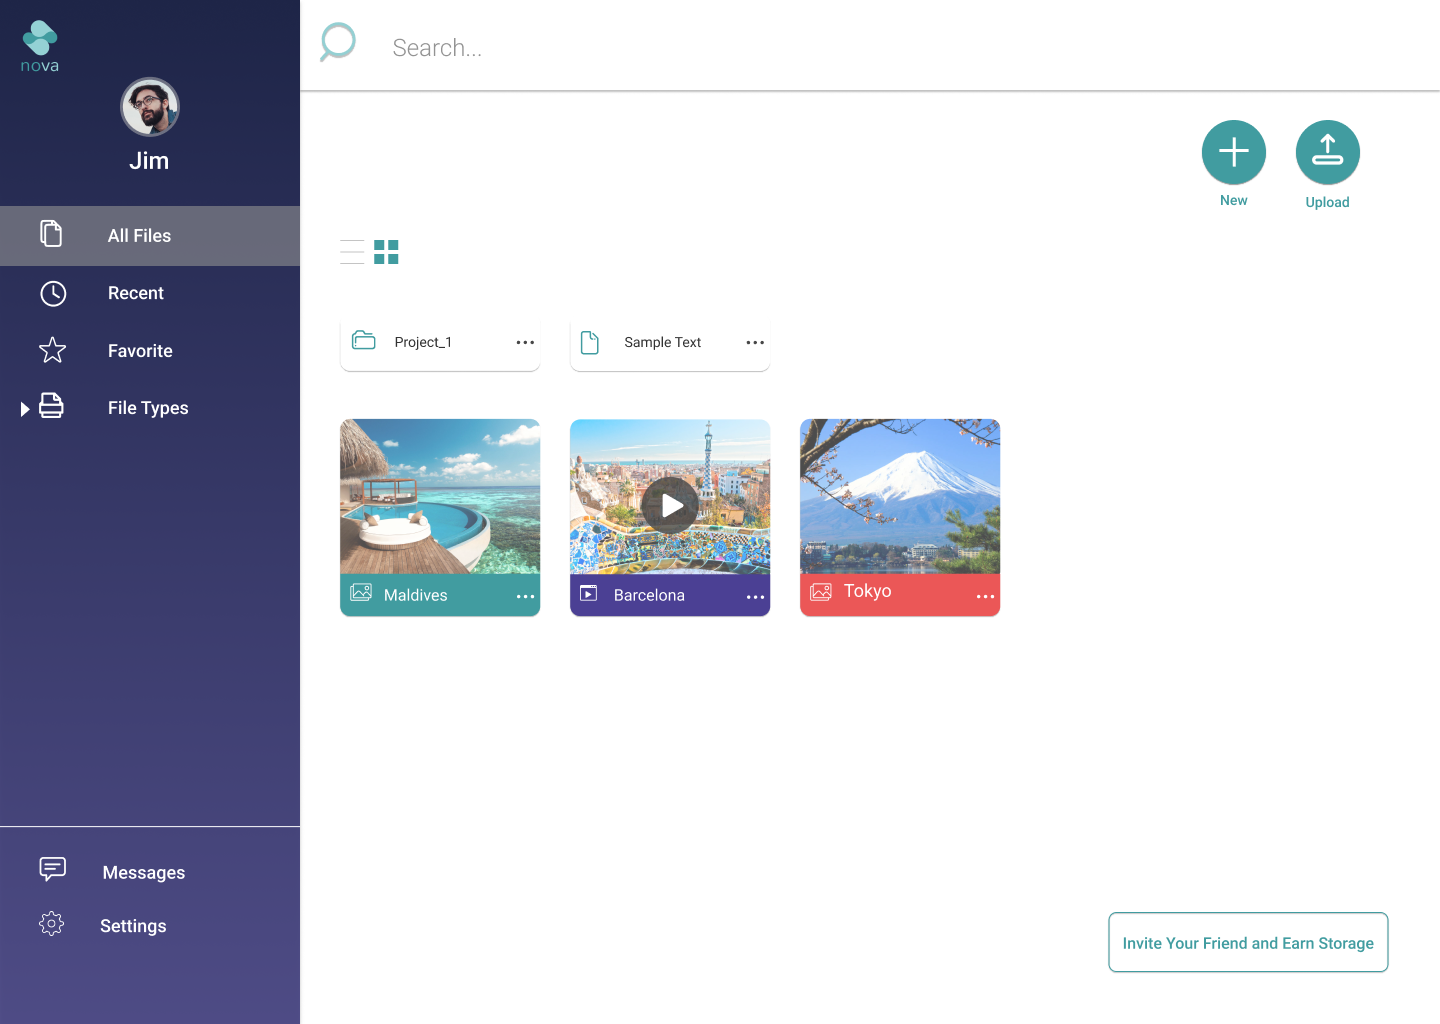 nova
Jim
All Files
Recent
Favorite
File Types
Messages
Settings
Search...
New
Upload
Project_1
Sample Text
Maldives
Barcelona
Tokyo
Invite Your Friend and Earn Storage